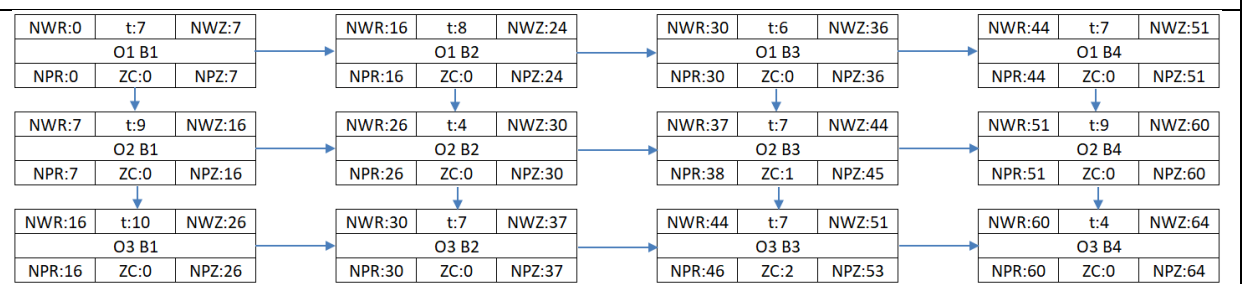 NWR:0 t:7 NWZ:7 NWR:16 t:8 NWZ:24 NWR:30 t:6 NWZ:36 NWR:44 t:7 NWZ:51
O1 B1 O1 B2 O1 B3 O1 B4
NPR:0 ZC:0 NPZ:7 NPR:16 ZC:0 NPZ:24 NPR:30 ZC:0 NPZ:36 NPR:44 ZC:0 NPZ:51
NWR:7 t:9 NWZ:16 NWR:26 t:4 NWZ:30 NWR:37 t:7 NWZ:44 NWR:51 t:9 NWZ:60
O2 B1 O2 B2 O2 B3 O2 B4
NPR:7 ZC:0 NPZ:16 NPR:26 ZC:0 NPZ:30 NPR:38 ZC:1 NPZ:45 NPR:51 ZC:0 NPZ:60
NWR:16 t:10 NWZ:26 NWR:30 t:7 NWZ:37 NWR:44 t:7 NWZ:51 NWR:60 t:4 NWZ:64
O3 B1 O3 B2 O3 B3 O3 B4
NPR:16 ZC:0 NPZ:26 NPR:30 ZC:0 NPZ:37 NPR:46 ZC:2 NPZ:53 NPR:60 ZC:0 NPZ:64